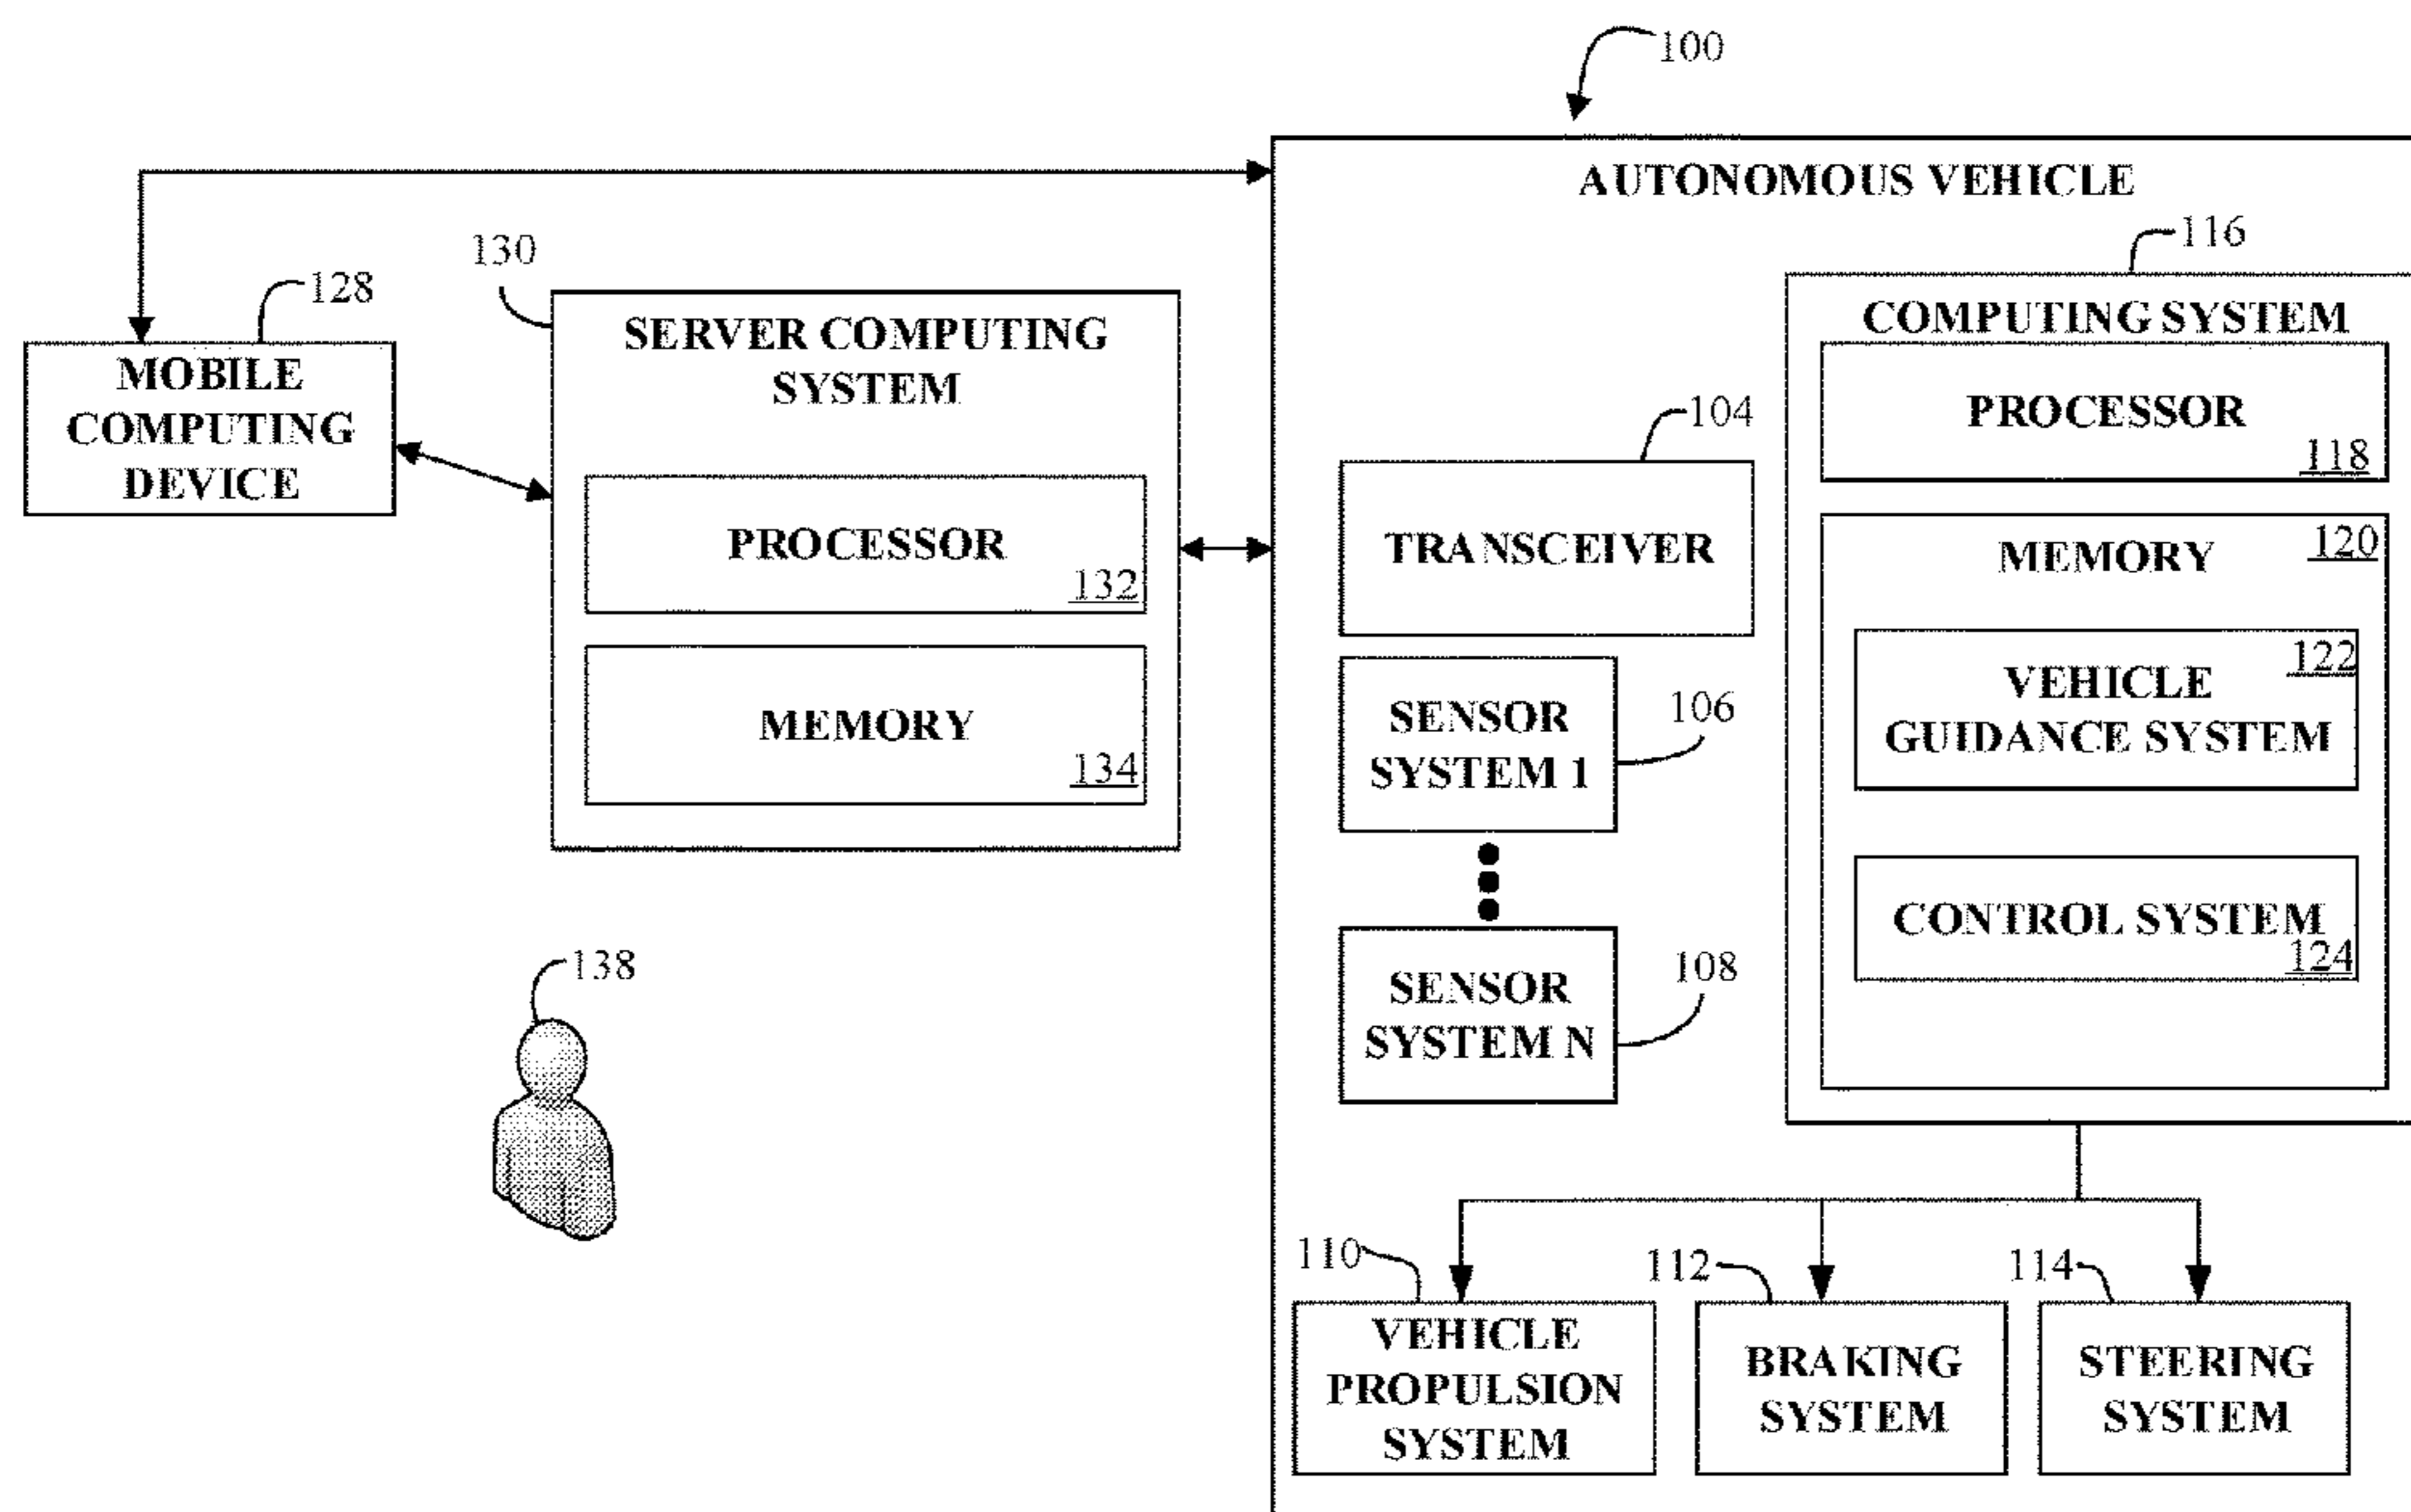 100
AUTONOMOUS VEHICLE
128
MOBILE
COMPUTING
DEVICE
130
SERVER COMPUTING
SYSTEM
PROCESSOR
132
MEMORY
134
138
104
TRANSCEIVER
106
SENSOR
SYSTEM 1
108
SENSOR
SYSTEM N
116
COMPUTING SYSTEM
PROCESSOR
118
MEMORY
120
122
VEHICLE
GUIDANCE SYSTEM
CONTROL SYSTEM
124
110
VEHICLE
PROPULSION
SYSTEM
112
BRAKING
SYSTEM
114
STEERING
SYSTEM